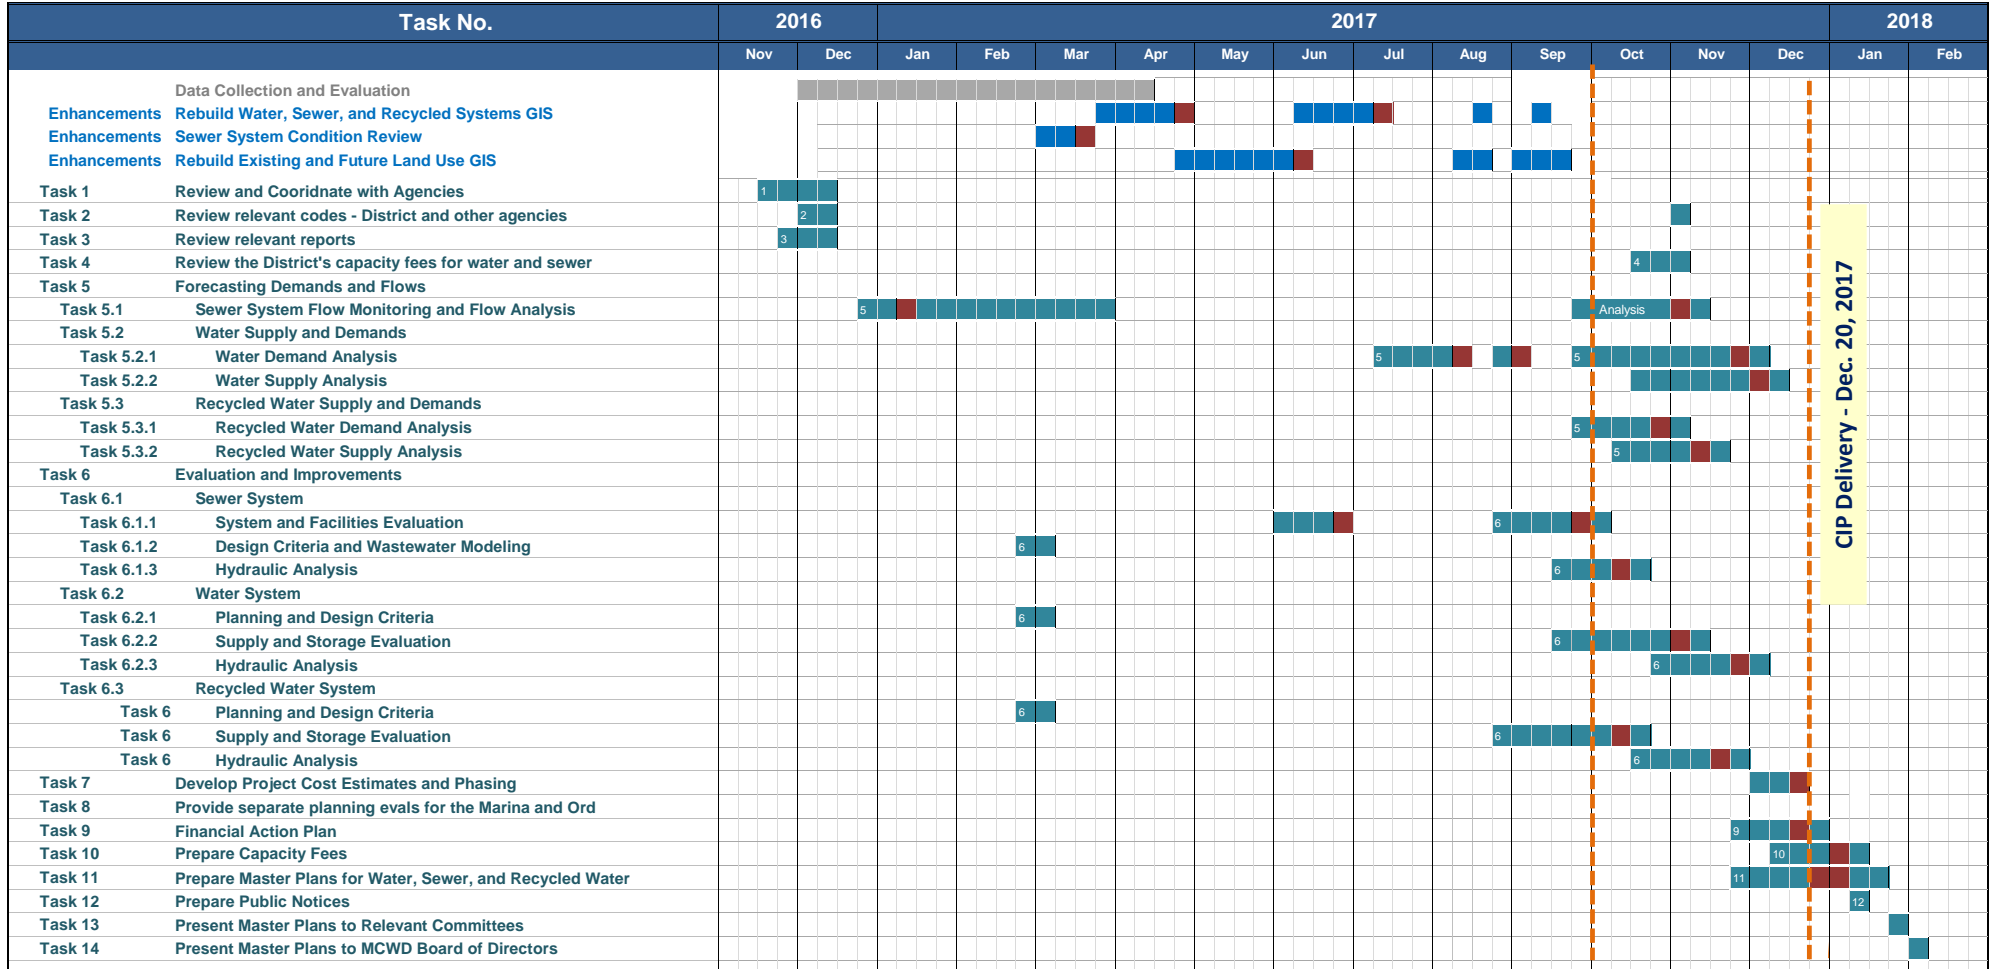 Task No. 2016 2017 2018
Nov Dec Jan Feb Mar Apr May Jun Jul Aug Sep Oct Nov Dec Jan Feb
Data Collection and Evaluation
Enhancements Rebuild Water, Sewer, and Recycled Systems GIS
Enhancements Sewer System Condition Review
Enhancements Rebuild Existing and Future Land Use GIS
Task 1 Review and Cooridnate with Agencies 1
Task 2 Review relevant codes - District and other agencies 2
Task 3 Review relevant reports 3
Task 4 Review the District's capacity fees for water and sewer 4
Task 5 Forecasting Demands and Flows
Task 5.1 Sewer System Flow Monitoring and Flow Analysis 5 Analysis
Task 5.2 Water Supply and Demands
Task 5.2.1 Water Demand Analysis 5 5
Task 5.2.2 Water Supply Analysis
Task 5.3 Recycled Water Supply and Demands
Task 5.3.1 Recycled Water Demand Analysis 5
Task 5.3.2 Recycled Water Supply Analysis 5
Task 6 Evaluation and Improvements
Task 6.1 Sewer System
Task 6.1.1 System and Facilities Evaluation 6
Task 6.1.2 Design Criteria and Wastewater Modeling 6
Task 6.1.3 Hydraulic Analysis 6
Task 6.2 Water System
Task 6.2.1 Planning and Design Criteria 6
Task 6.2.2 Supply and Storage Evaluation 6
Task 6.2.3 Hydraulic Analysis 6
Task 6.3 Recycled Water System
Task 6 Planning and Design Criteria 6
Task 6 Supply and Storage Evaluation 6
Task 6 Hydraulic Analysis 6
Task 7 Develop Project Cost Estimates and Phasing
Task 8 Provide separate planning evals for the Marina and Ord
Task 9 Financial Action Plan 9
Task 10 Prepare Capacity Fees 10
Task 11 Prepare Master Plans for Water, Sewer, and Recycled Water 11
Task 12 Prepare Public Notices 12
Task 13 Present Master Plans to Relevant Committees
Task 14 Present Master Plans to MCWD Board of Directors
CIP Delivery - Dec. 20, 2017